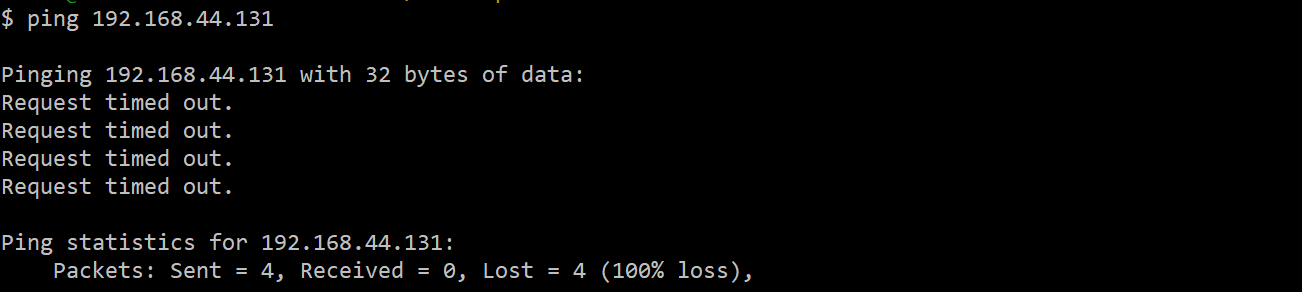 $ ping 192.168.44.131
Pinging 192.168.44.131 with 32 bytes of data:
Request timed out.
Request timed out.
Request timed out.
Request timed out.
Ping statistics for 192.168.44.131:
    Packets: Sent = 4, Received = 0, Lost = 4 (100% loss),